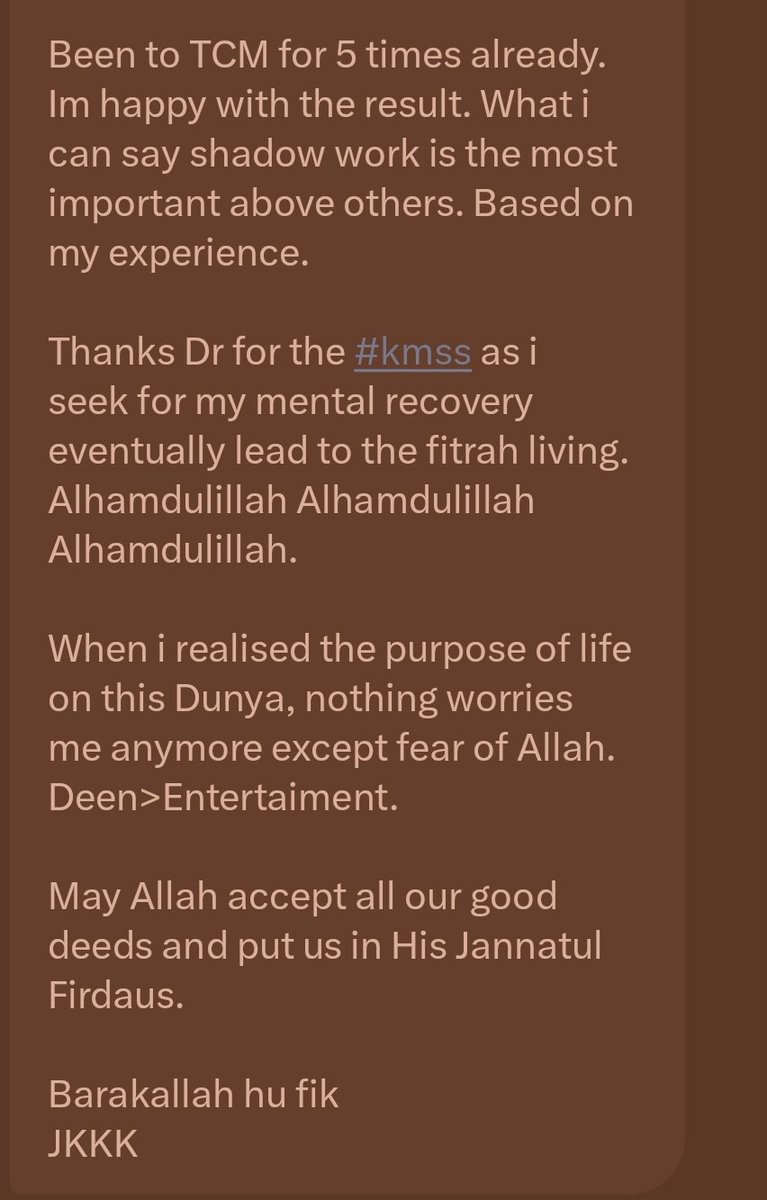 Been to TCM for 5 times already.
Im happy with the result. What i
can say shadow work is the most
important above others. Based on
my experience.
Thanks Dr for the #kmss as i
seek for my mental recovery
eventually lead to the fitrah living.
Alhamdulillah Alhamdulillah
Alhamdulillah.
When i realised the purpose of life
on this Dunya, nothing worries
me anymore except fear of Allah.
Deen>Entertaiment.
May Allah accept all our good
deeds and put us in His Jannatul
Firdaus.
Barakallah hu fik
JKKK